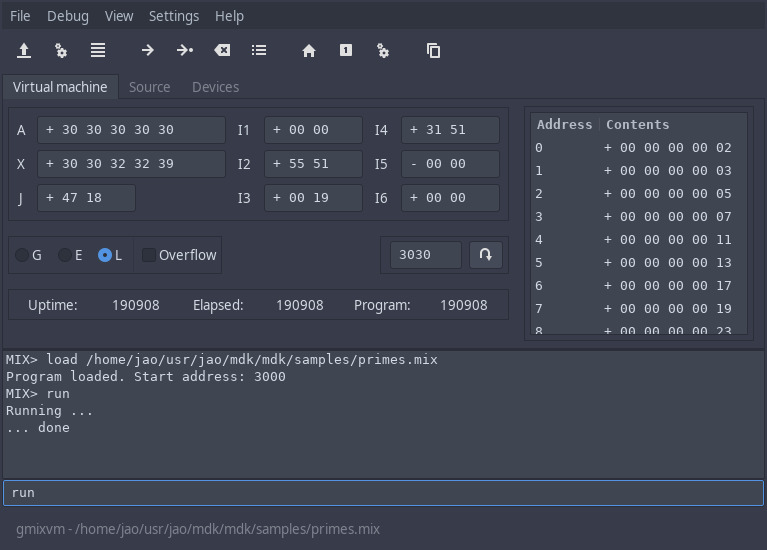 File Debug View Settings Help
1
Virtual machine Source Devices
A + 30 30 30 30 30 I1 + 00 00 I4 + 31 51
X + 30 30 32 32 39 I2 + 55 51 I5 - 00 00
J + 47 18 I3 + 00 19 I6 + 00 00
G E L Overflow 3030
Uptime: 190908 Elapsed: 190908 Program: 190908
Address Contents
0 + 00 00 00 00 02
1 + 00 00 00 00 03
2 + 00 00 00 00 05
3 + 00 00 00 00 07
4 + 00 00 00 00 11
5 + 00 00 00 00 13
6 + 00 00 00 00 17
7 + 00 00 00 00 19
8 + 00 00 00 00 23
MIX> load /home/jao/usr/jao/mdk/mdk/samples/primes.mix
Program loaded. Start address: 3000
MIX> run
Running ...
... done
run
gmixvm - /home/jao/usr/jao/mdk/mdk/samples/primes.mix